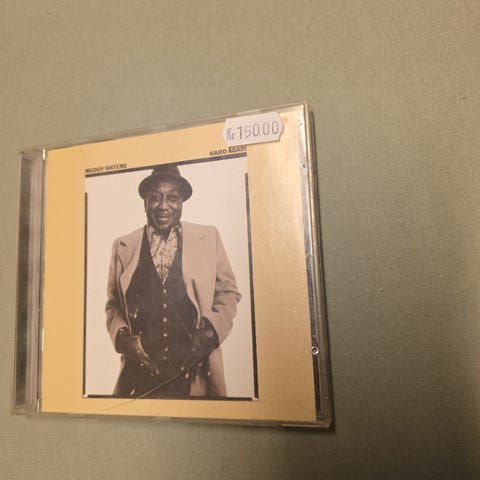 Kr 150.00
MUDDY WATERS
HARD AGAIN